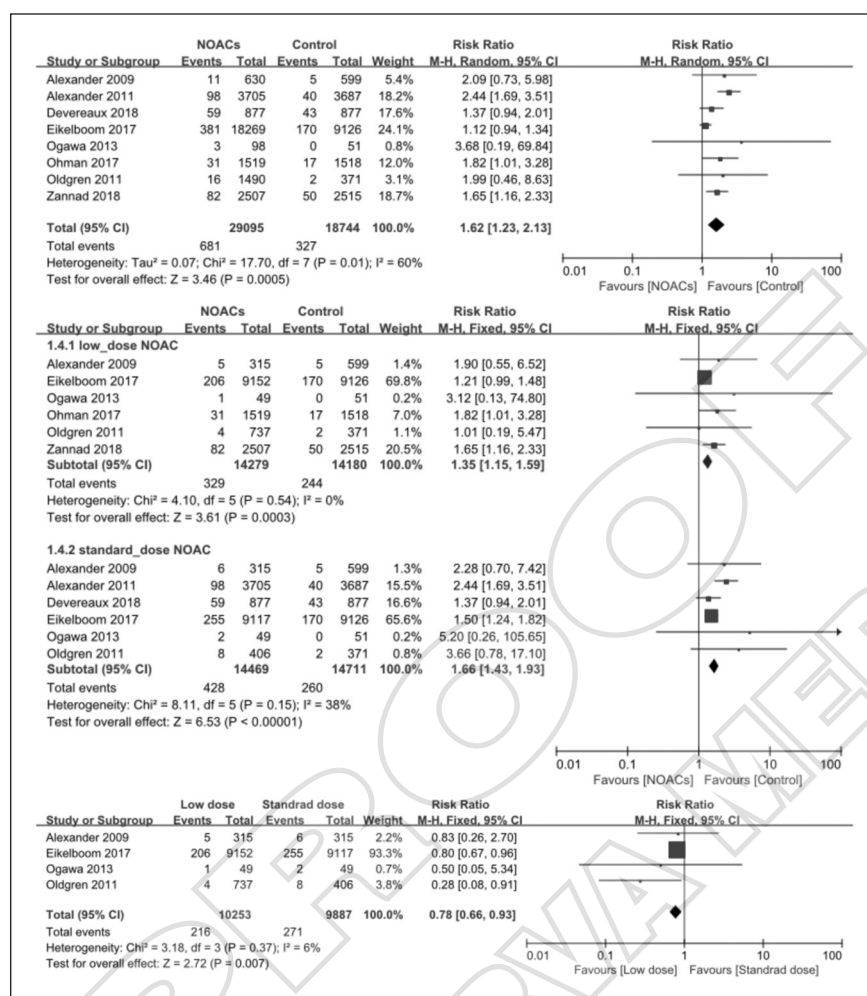 NOACs Control Risk Ratio Risk Ratio
Study or Subgroup Events Total Events Total Weight M-H, Random, 95% CI M-H, Random, 95% CI
Alexander 2009 11 630 5 599 5.4% 2.09 [0.73, 5.98]
Alexander 2011 98 3705 40 3687 18.2% 2.44 [1.69, 3.51]
Devereaux 2018 59 877 43 877 17.6% 1.37 [0.94, 2.01]
Eikelboom 2017 381 18269 170 9126 24.1% 1.12 [0.94, 1.34]
Ogawa 2013 3 98 0 51 0.8% 3.68 [0.19, 69.84]
Ohman 2017 31 1519 17 1518 12.0% 1.82 [1.01, 3.28]
Oldgren 2011 16 1490 2 371 3.1% 1.99 [0.46, 8.63]
Zannad 2018 82 2507 50 2515 18.7% 1.65 [1.16, 2.33]
Total (95% CI) 29095 18744 100.0% 1.62 [1.23, 2.13]
Total events 681 327
Heterogeneity: Tau² = 0.07; Chi² = 17.70, df = 7 (P = 0.01); I² = 60%
Test for overall effect: Z = 3.46 (P = 0.0005)
0.01 0.1 1 10 100
Favours [NOACs] Favours [Control]
NOACs Control Risk Ratio Risk Ratio
Study or Subgroup Events Total Events Total Weight M-H, Fixed, 95% CI M-H, Fixed, 95% CI
1.4.1 low_dose NOAC
Alexander 2009 5 315 5 599 1.4% 1.90 [0.55, 6.52]
Eikelboom 2017 206 9152 170 9126 69.8% 1.21 [0.99, 1.48]
Ogawa 2013 1 49 0 51 0.2% 3.12 [0.13, 74.80]
Ohman 2017 31 1519 17 1518 7.0% 1.82 [1.01, 3.28]
Oldgren 2011 4 737 2 371 1.1% 1.01 [0.19, 5.47]
Zannad 2018 82 2507 50 2515 20.5% 1.65 [1.16, 2.33]
Subtotal (95% CI) 14279 14180 100.0% 1.35 [1.15, 1.59]
Total events 329 244
Heterogeneity: Chi² = 4.10, df = 5 (P = 0.54); I² = 0%
Test for overall effect: Z = 3.61 (P = 0.0003)
1.4.2 standard_dose NOAC
Alexander 2009 6 315 5 599 1.3% 2.28 [0.70, 7.42]
Alexander 2011 98 3705 40 3687 15.5% 2.44 [1.69, 3.51]
Devereaux 2018 59 877 43 877 16.6% 1.37 [0.94, 2.01]
Eikelboom 2017 255 9117 170 9126 65.6% 1.50 [1.24, 1.82]
Ogawa 2013 2 49 0 51 0.2% 5.20 [0.26, 105.65]
Oldgren 2011 8 406 2 371 0.8% 3.66 [0.78, 17.10]
Subtotal (95% CI) 14469 14711 100.0% 1.66 [1.43, 1.93]
Total events 428 260
Heterogeneity: Chi² = 8.11, df = 5 (P = 0.15); I² = 38%
Test for overall effect: Z = 6.53 (P < 0.00001)
0.01 0.1 1 10 100
Favours [NOACs] Favours [Control]
Low dose Standrad dose Risk Ratio Risk Ratio
Study or Subgroup Events Total Events Total Weight M-H, Fixed, 95% CI M-H, Fixed, 95% CI
Alexander 2009 5 315 6 315 2.2% 0.83 [0.26, 2.70]
Eikelboom 2017 206 9152 255 9117 93.3% 0.80 [0.67, 0.96]
Ogawa 2013 1 49 2 49 0.7% 0.50 [0.05, 5.34]
Oldgren 2011 4 737 8 406 3.8% 0.28 [0.08, 0.91]
Total (95% CI) 10253 9887 100.0% 0.78 [0.66, 0.93]
Total events 216 271
Heterogeneity: Chi² = 3.18, df = 3 (P = 0.37); I² = 6%
Test for overall effect: Z = 2.72 (P = 0.007)
0.01 0.1 1 10 100
Favours [Low dose] Favours [Standrad dose]
PROOF